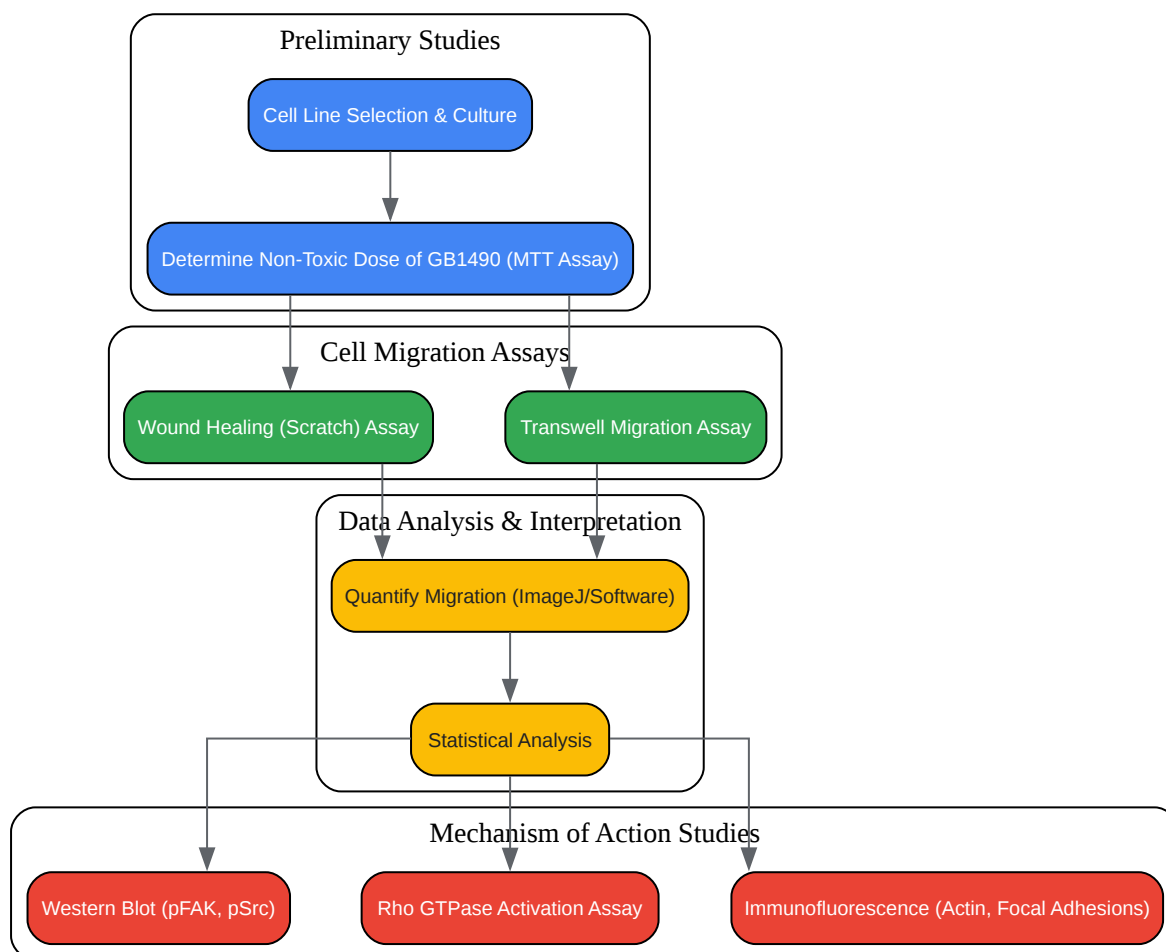 Preliminary Studies
Cell Line Selection & Culture
Determine Non-Toxic Dose of GB1490 (MTT Assay)
Cell Migration Assays
Wound Healing (Scratch) Assay
Transwell Migration Assay
Data Analysis & Interpretation
Quantify Migration (ImageJ/Software)
Statistical Analysis
Mechanism of Action Studies
Western Blot (pFAK, pSrc)
Rho GTPase Activation Assay
Immunofluorescence (Actin, Focal Adhesions)